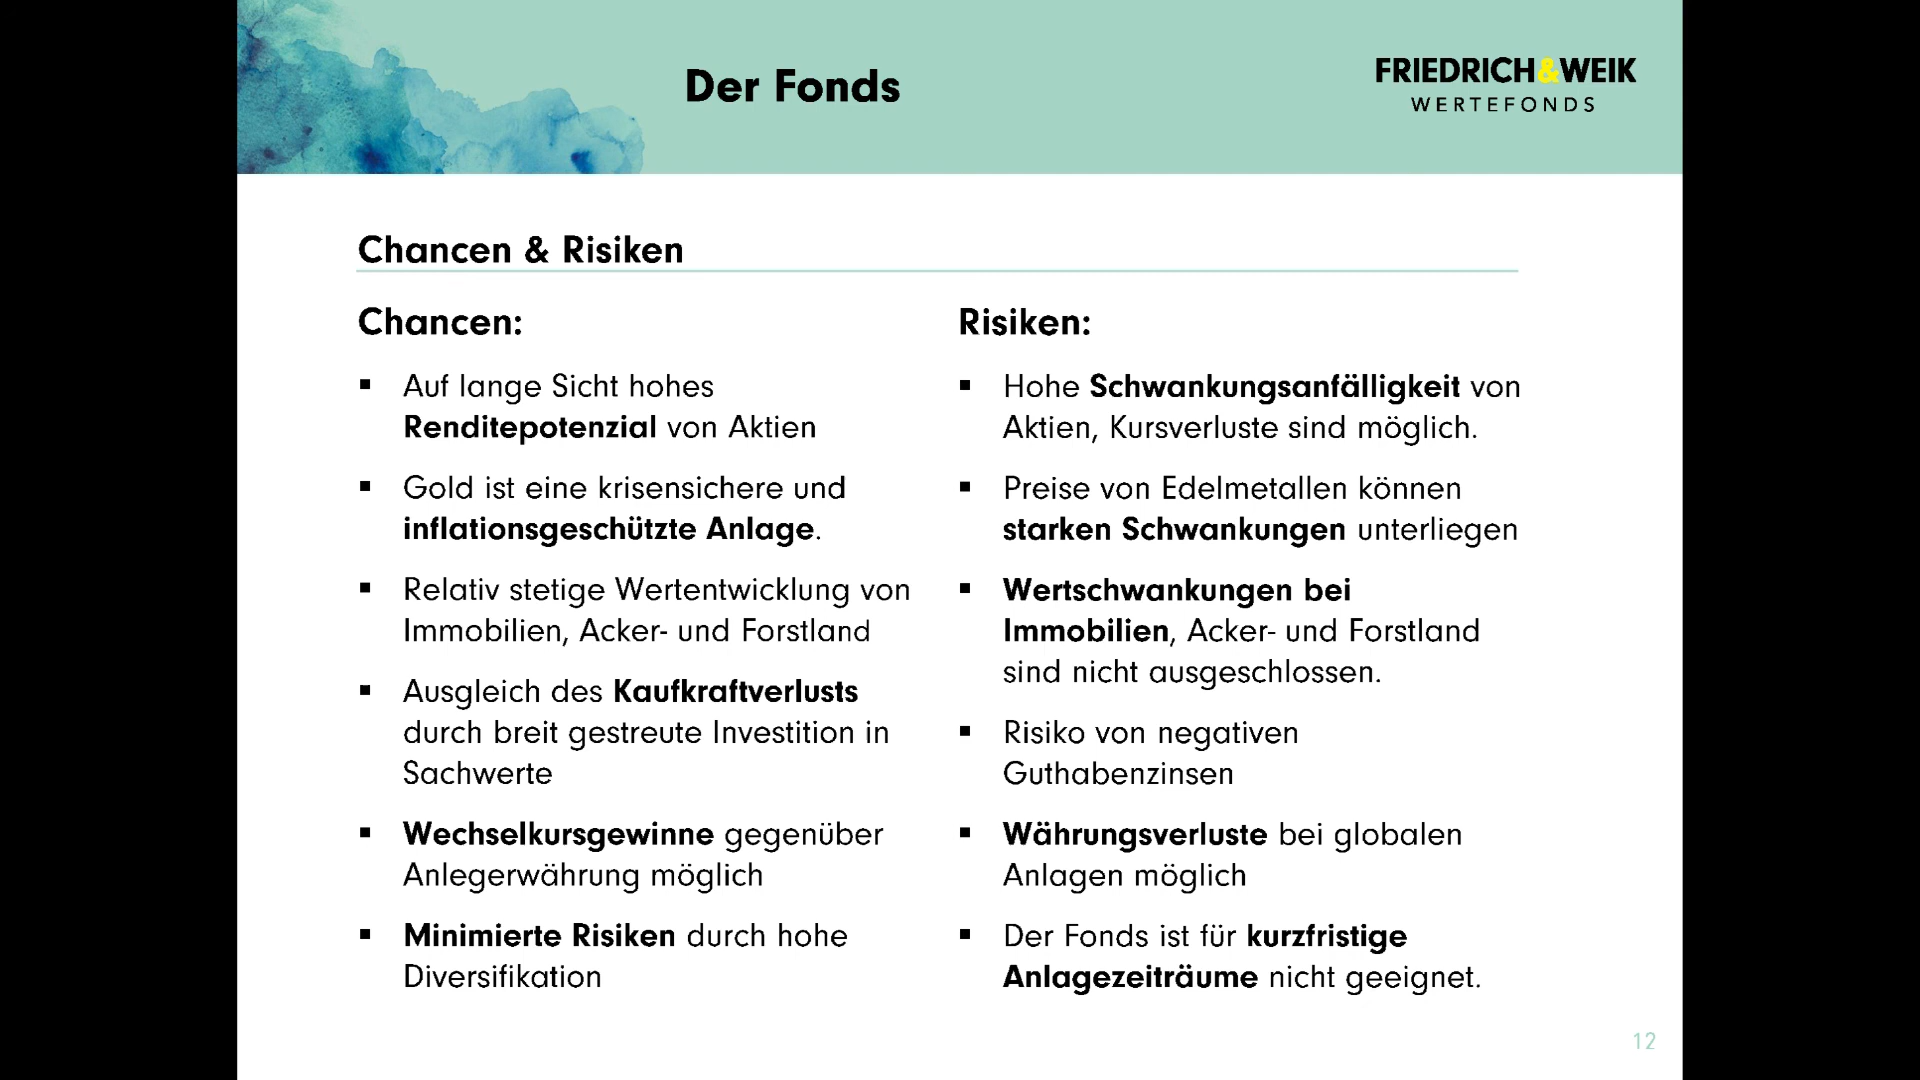 Der Fonds
FRIEDRICH&WEIK
WERTEFONDS
Chancen & Risiken
Chancen:
▪ Auf lange Sicht hohes
Renditepotenzial von Aktien
▪ Gold ist eine krisensichere und
inflationsgeschützte Anlage.
▪ Relativ stetige Wertentwicklung von
Immobilien, Acker- und Forstland
▪ Ausgleich des Kaufkraftverlusts
durch breit gestreute Investition in
Sachwerte
▪ Wechselkursgewinne gegenüber
Anlegerwährung möglich
▪ Minimierte Risiken durch hohe
Diversifikation
Risiken:
▪ Hohe Schwankungsanfälligkeit von
Aktien, Kursverluste sind möglich.
▪ Preise von Edelmetallen können
starken Schwankungen unterliegen
▪ Wertschwankungen bei
Immobilien, Acker- und Forstland
sind nicht ausgeschlossen.
▪ Risiko von negativen
Guthabenzinsen
▪ Währungsverluste bei globalen
Anlagen möglich
▪ Der Fonds ist für kurzfristige
Anlagezeiträume nicht geeignet.
12